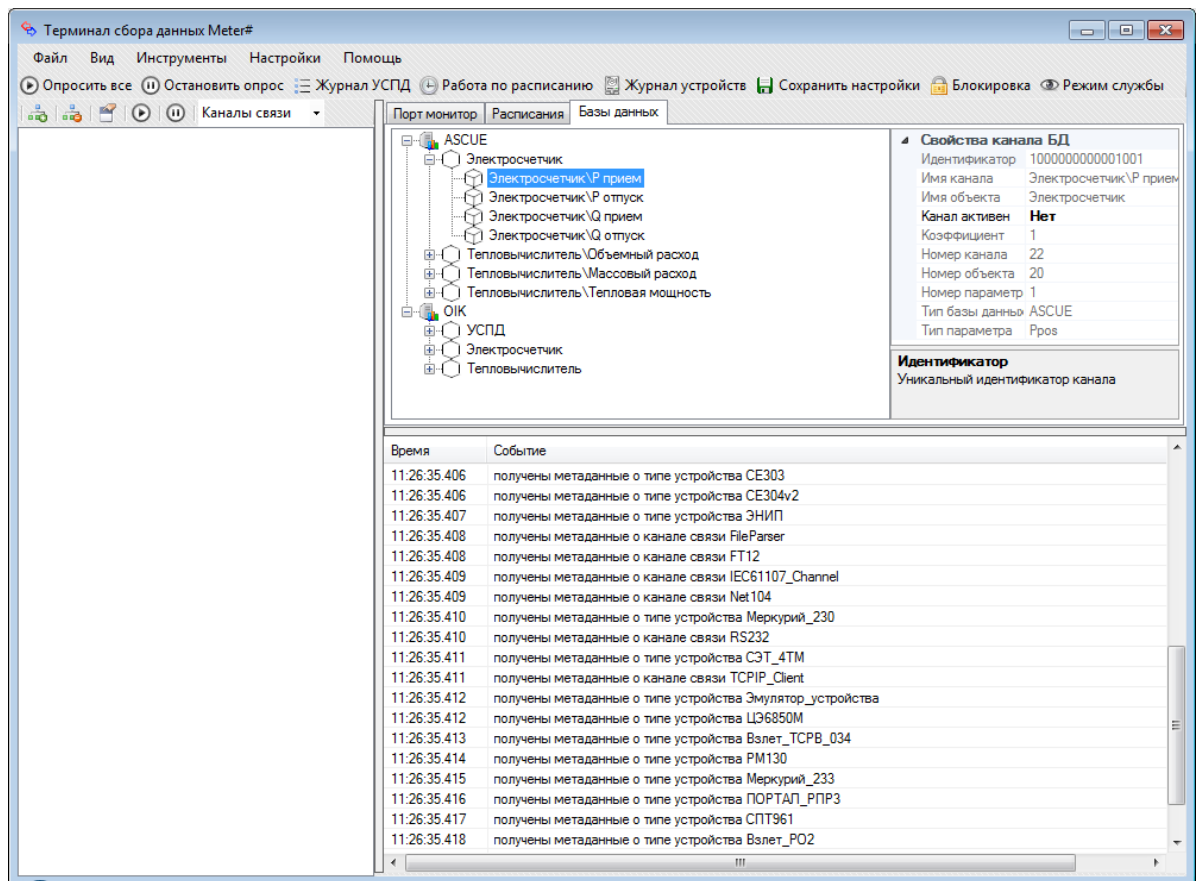 Терминал сбора данных Meter#
Файл Вид Инструменты Настройки Помощь
Опросить все Остановить опрос Журнал УСПД Работа по расписанию Журнал устройств Сохранить настройки Блокировка Режим службы
Каналы связи
Порт монитор Расписания Базы данных
ASCUE
Электросчетчик
Электросчетчик\P прием
Электросчетчик\P отпуск
Электросчетчик\Q прием
Электросчетчик\Q отпуск
Тепловычислитель\Объемный расход
Тепловычислитель\Массовый расход
Тепловычислитель\Тепловая мощность
OIK
УСПД
Электросчетчик
Тепловычислитель
Свойства канала БД
Идентификатор 1000000000001001
Имя канала Электросчетчик\P прием
Имя объекта Электросчетчик
Канал активен Нет
Коэффициент 1
Номер канала 22
Номер объекта 20
Номер параметр 1
Тип базы данных ASCUE
Тип параметра Ppos
Идентификатор
Уникальный идентификатор канала
Время Событие
11:26:35.406 получены метаданные о типе устройства CE303
11:26:35.406 получены метаданные о типе устройства CE304v2
11:26:35.407 получены метаданные о типе устройства ЭНИП
11:26:35.408 получены метаданные о канале связи FileParser
11:26:35.408 получены метаданные о канале связи FT12
11:26:35.409 получены метаданные о канале связи IEC61107_Channel
11:26:35.409 получены метаданные о канале связи Net104
11:26:35.410 получены метаданные о типе устройства Меркурий_230
11:26:35.410 получены метаданные о канале связи RS232
11:26:35.411 получены метаданные о типе устройства СЭТ_4ТМ
11:26:35.411 получены метаданные о канале связи TCPIP_Client
11:26:35.412 получены метаданные о типе устройства Эмулятор_устройства
11:26:35.412 получены метаданные о типе устройства ЦЭ6850М
11:26:35.413 получены метаданные о типе устройства Взлет_ТСРВ_034
11:26:35.414 получены метаданные о типе устройства PM130
11:26:35.415 получены метаданные о типе устройства Меркурий_233
11:26:35.416 получены метаданные о типе устройства ПОРТАЛ_РПР3
11:26:35.417 получены метаданные о типе устройства СПТ961
11:26:35.418 получены метаданные о типе устройства Взлет_РО2